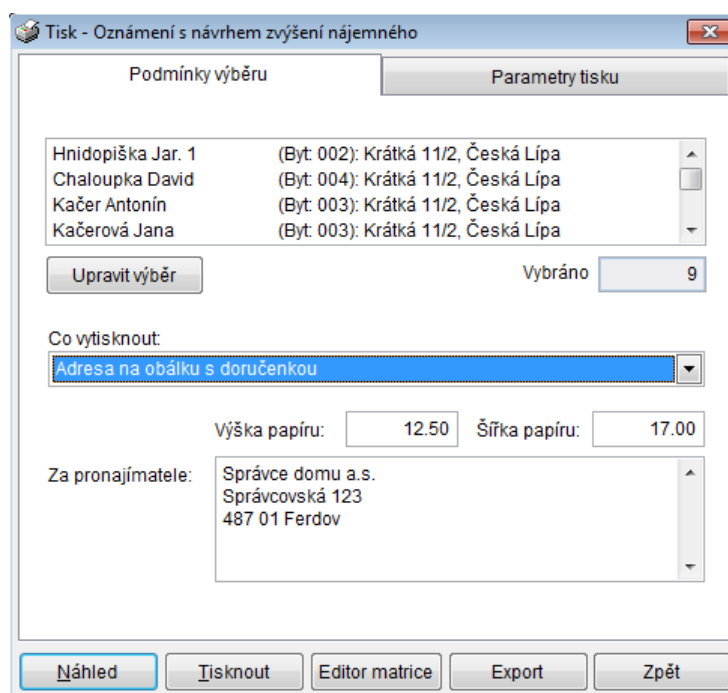 Tisk - Oznámení s návrhem zvýšení nájemného
Podmínky výběru Parametry tisku
Hnidopiška Jar. 1 (Byt: 002): Krátká 11/2, Česká Lípa
Chaloupka David (Byt: 004): Krátká 11/2, Česká Lípa
Kačer Antonín (Byt: 003): Krátká 11/2, Česká Lípa
Kačerová Jana (Byt: 003): Krátká 11/2, Česká Lípa
Upravit výběr Vybráno 9
Co vytisknout:
Adresa na obálku s doručenkou
Výška papíru: 12.50 Šířka papíru: 17.00
Za pronajímatele: Správce domu a.s.
Správcovská 123
487 01 Ferdov
Náhled Tisknout Editor matrice Export Zpět